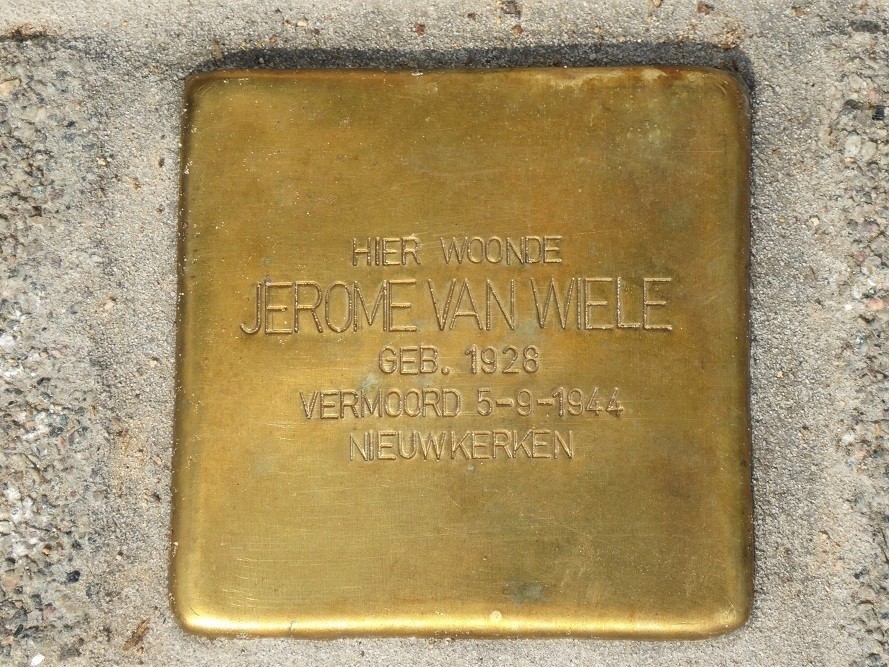 HIER WOONDE
JEROME VAN WIELE
GEB. 1928
VERMOORD 5-9-1944
NIEUWKERKEN